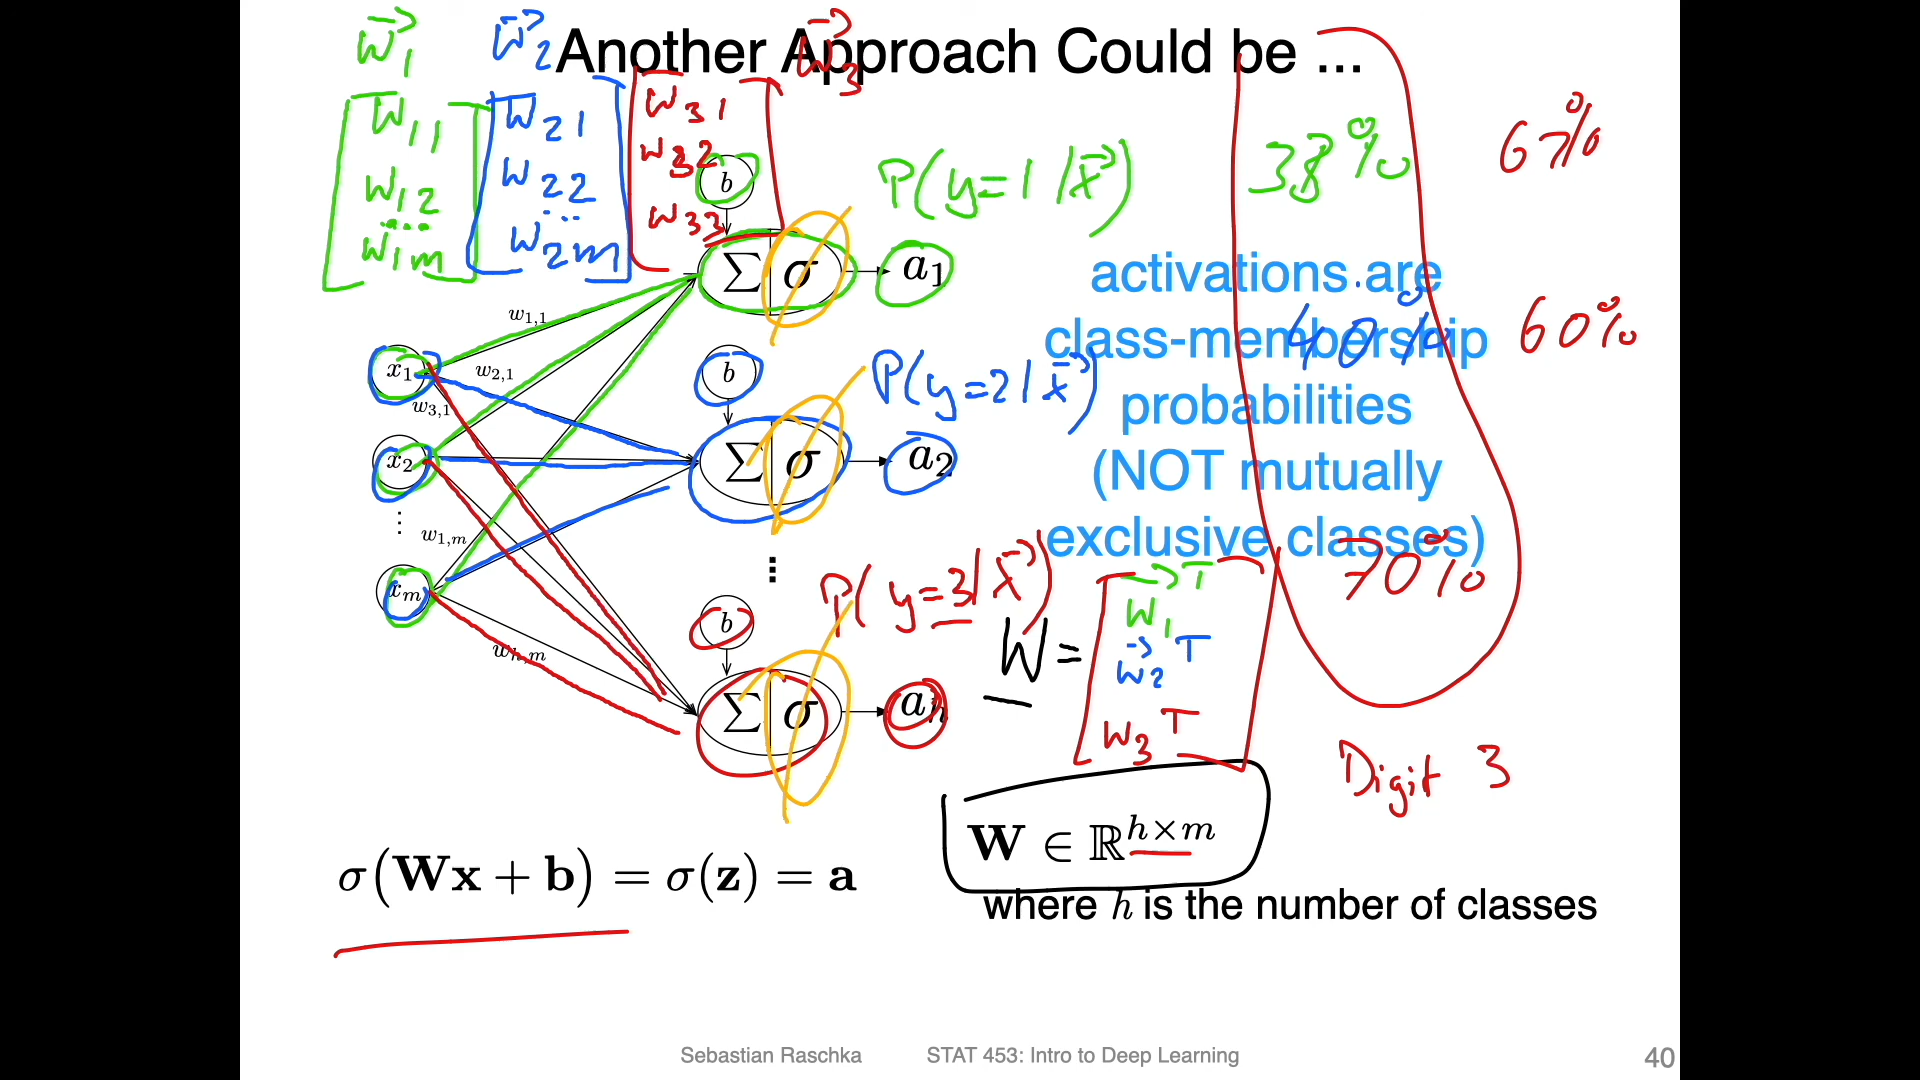 Another Approach Could be ...
w⃗1 w⃗2 w⃗3
w11 w21 w31
w12 w22 w32
... ...
w1m w2m w33
b
P(y=1|x⃗) 38% 67%
Σ σ a1
w1,1
x1
w2,1
w3,1
b
P(y=2|x⃗) 40% 60%
Σ σ a2
x2
⋮
w1,m
xm
wh,m
⋮
activations are
class-membership
probabilities
(NOT mutually
exclusive classes)
b
P(y=3|x⃗) 70%
Σ σ ah
W = [w⃗1T
w⃗2T
w3T]
Digit 3
W ∈ ℝh×m
where h is the number of classes
σ(Wx + b) = σ(z) = a
Sebastian Raschka STAT 453: Intro to Deep Learning 40